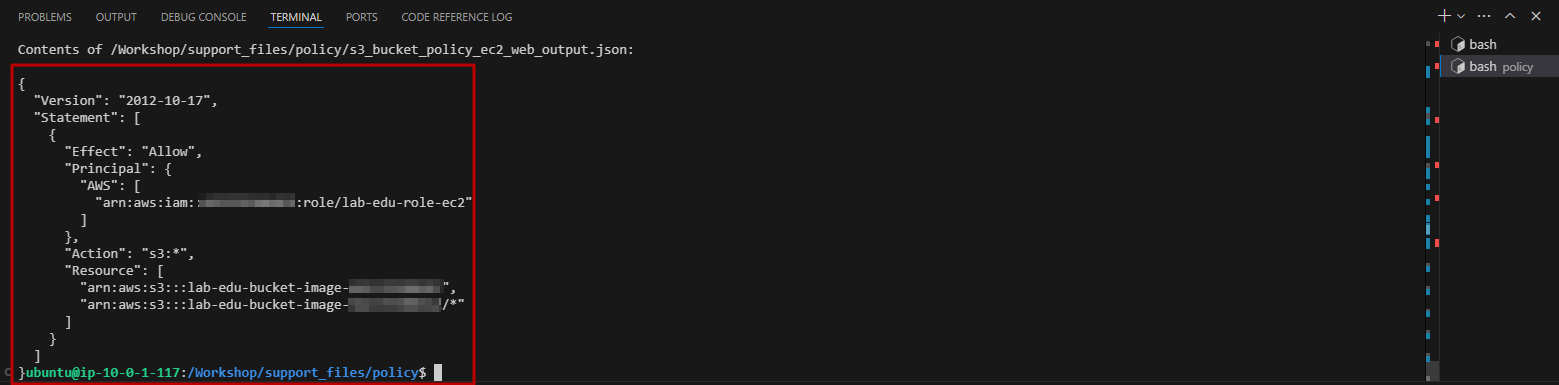 PROBLEMS OUTPUT DEBUG CONSOLE TERMINAL PORTS CODE REFERENCE LOG
Contents of /Workshop/support_files/policy/s3_bucket_policy_ec2_web_output.json:
bash
bash policy
{
  "Version": "2012-10-17",
  "Statement": [
    {
      "Effect": "Allow",
      "Principal": {
        "AWS": [
          "arn:aws:iam:: :role/lab-edu-role-ec2"
        ]
      },
      "Action": "s3:*",
      "Resource": [
        "arn:aws:s3:::lab-edu-bucket-image- ",
        "arn:aws:s3:::lab-edu-bucket-image- /*"
      ]
    }
  ]
}ubuntu@ip-10-0-1-117:/Workshop/support_files/policy$